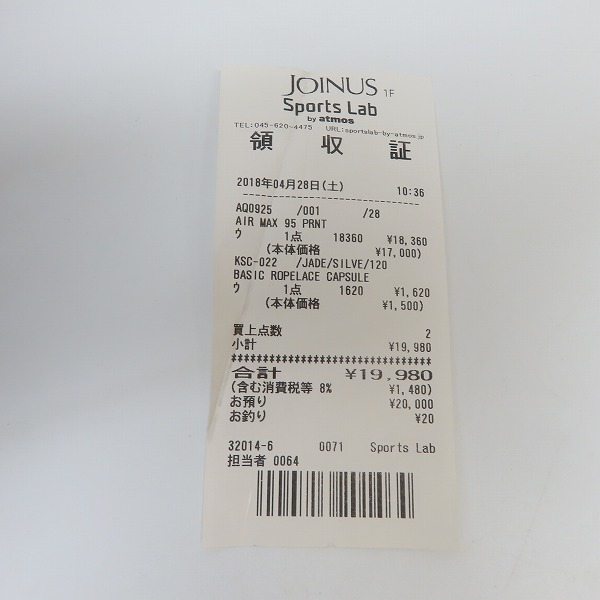 JOINUS 1F
Sports Lab
by atmos
TEL:045-620-4475 URL:sportslab-by-atmos.jp
領 収 証
2018年04月28日(土) 10:36
--------------------------------
AQ0925 /001 /28
AIR MAX 95 PRNT
ウ 1点 18360 ¥18,360
(本体価格 ¥17,000)
KSC-022 /JADE/SILVE/120
BASIC ROPELACE CAPSULE
ウ 1点 1620 ¥1,620
(本体価格 ¥1,500)
買上点数 2
小計 ¥19,980
********************************
合計 ¥19,980
(含む消費税等 8% ¥1,480)
お預り ¥20,000
お釣り ¥20
32014-6 0071 Sports Lab
担当者 0064